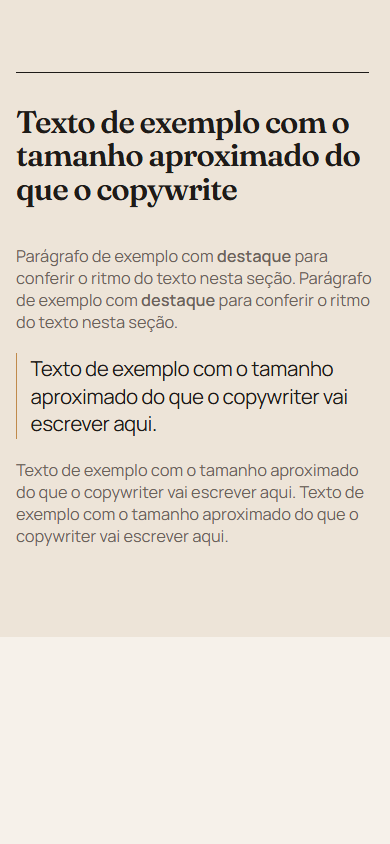 Texto de exemplo com o
tamanho aproximado do
que o copywrite
Parágrafo de exemplo com destaque para
conferir o ritmo do texto nesta seção. Parágrafo
de exemplo com destaque para conferir o ritmo
do texto nesta seção.
Texto de exemplo com o tamanho
aproximado do que o copywriter vai
escrever aqui.
Texto de exemplo com o tamanho aproximado
do que o copywriter vai escrever aqui. Texto de
exemplo com o tamanho aproximado do que o
copywriter vai escrever aqui.